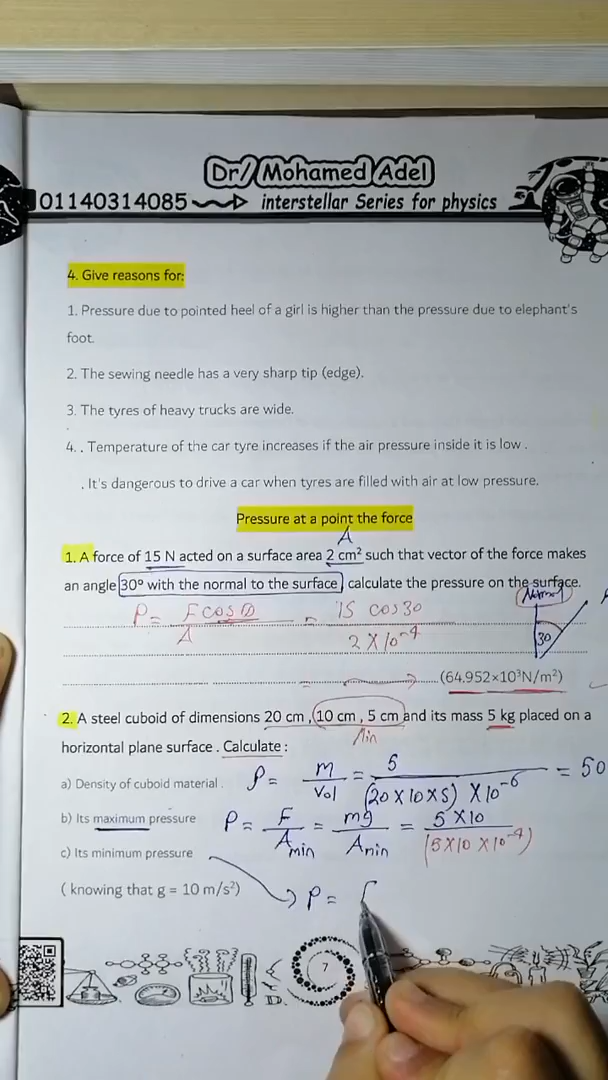 Dr/ Mohamed Adel
01140314085 interstellar Series for physics
4. Give reasons for:
1. Pressure due to pointed heel of a girl is higher than the pressure due to elephant's
foot.
2. The sewing needle has a very sharp tip (edge).
3. The tyres of heavy trucks are wide.
4. . Temperature of the car tyre increases if the air pressure inside it is low .
. It's dangerous to drive a car when tyres are filled with air at low pressure.
Pressure at a point the force
A
1. A force of 15 N acted on a surface area 2 cm² such that vector of the force makes
an angle 30° with the normal to the surface, calculate the pressure on the surface.
Normal
P = F cos θ / A = 15 cos 30 / 2 × 10⁻⁴
30
(64.952×10³N/m²)
2. A steel cuboid of dimensions 20 cm , 10 cm , 5 cm and its mass 5 kg placed on a
Min
horizontal plane surface . Calculate :
a) Density of cuboid material . ρ = m / Vol = 5 / (20 × 10 × 5) × 10⁻⁶ = 50
b) Its maximum pressure P = F / A min = mg / A min = 5 × 10 / (5 × 10 × 10⁻⁴)
c) Its minimum pressure
( knowing that g = 10 m/s²) P =
7